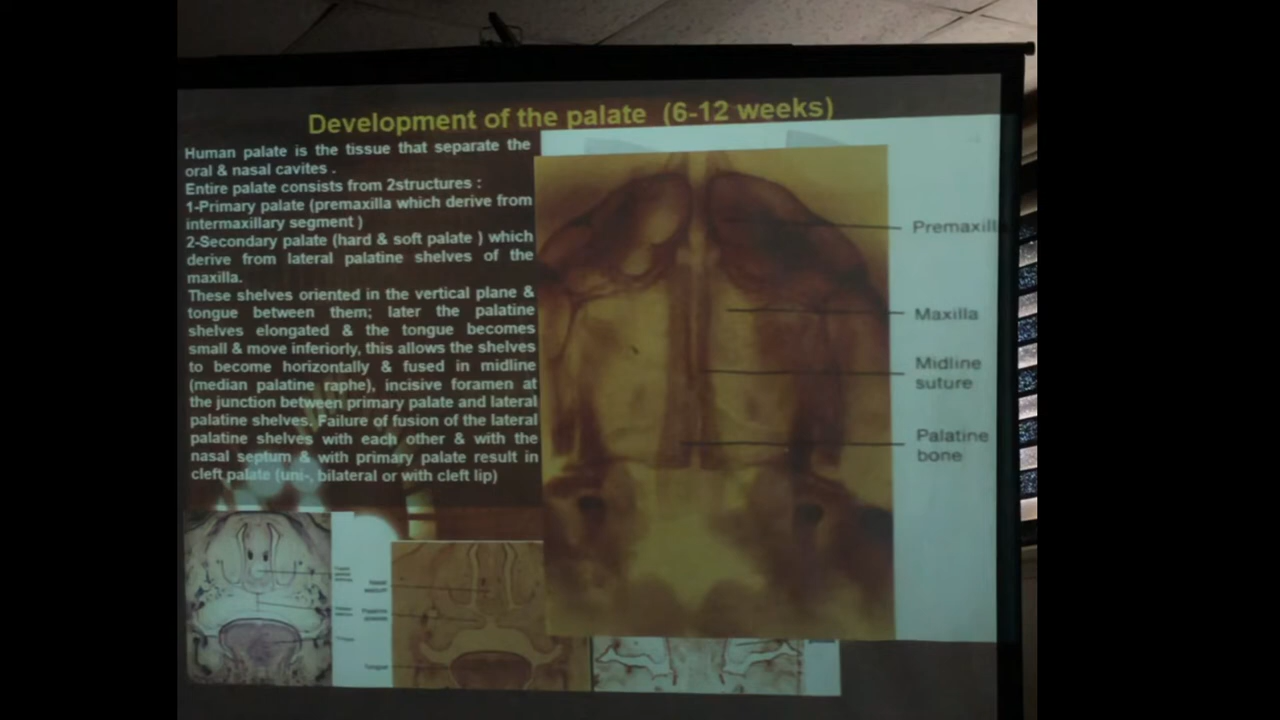 Development of the palate (6-12 weeks)
Human palate is the tissue that separate the
oral & nasal cavites .
Entire palate consists from 2structures :
1-Primary palate (premaxilla which derive from
intermaxillary segment )
2-Secondary palate (hard & soft palate ) which
derive from lateral palatine shelves of the
maxilla.
These shelves oriented in the vertical plane &
tongue between them; later the palatine
shelves elongated & the tongue becomes
small & move inferiorly, this allows the shelves
to become horizontally & fused in midline
(median palatine raphe), incisive foramen at
the junction between primary palate and lateral
palatine shelves. Failure of fusion of the lateral
palatine shelves with each other & with the
nasal septum & with primary palate result in
cleft palate (uni-, bilateral or with cleft lip)
Premaxilla
Maxilla
Midline
suture
Palatine
bone
Tongue